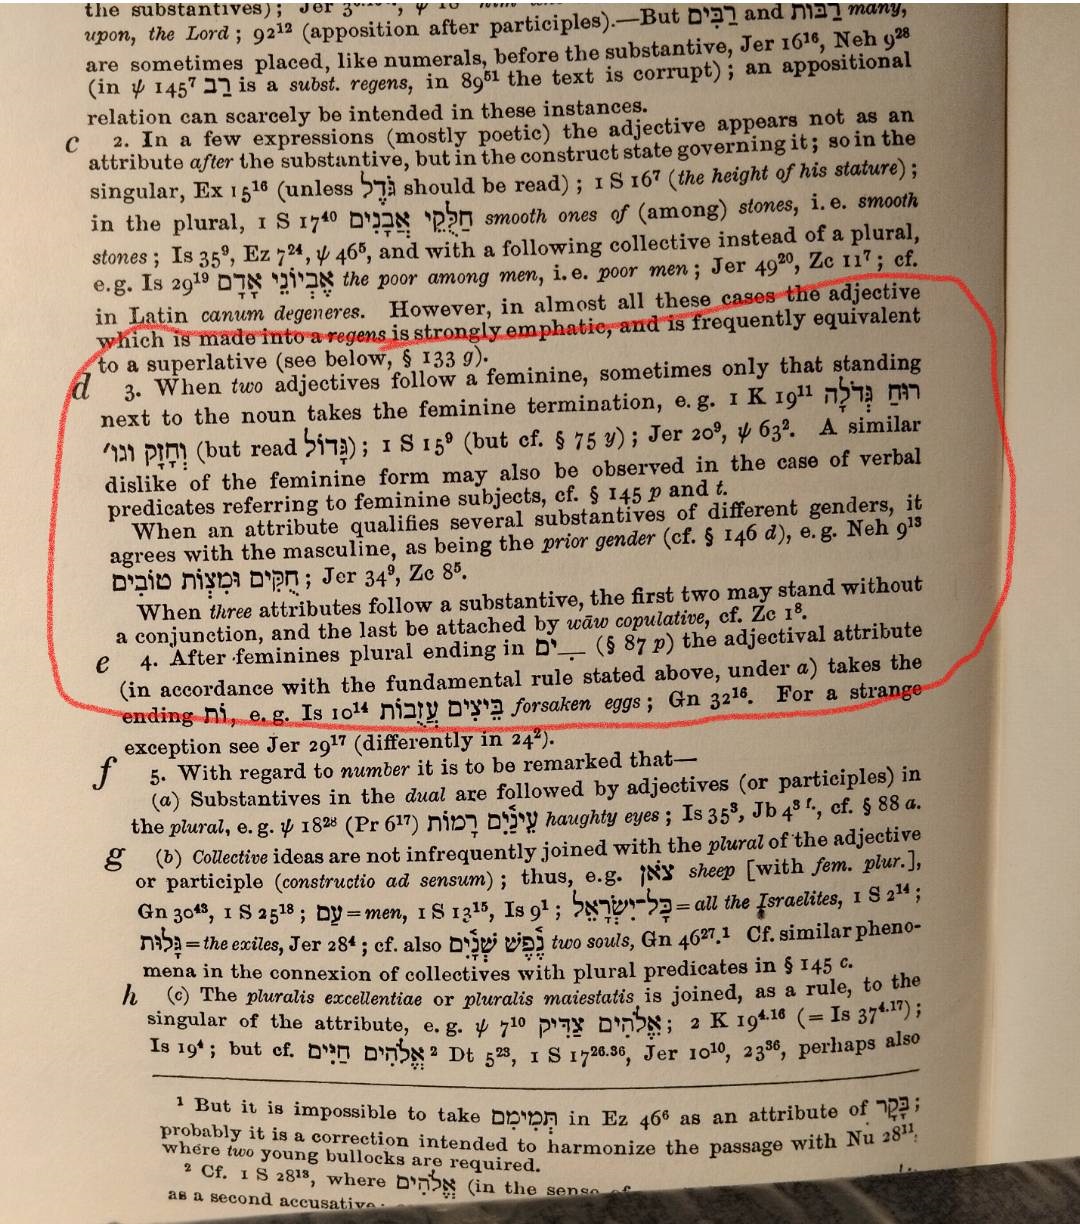 the substantives); Jer
upon, the Lord; 92¹² (apposition after participles).—But רַבִּים and רַבּוֹת many,
are sometimes placed, like numerals, before the substantive, Jer 16¹⁶, Neh 9²⁸
(in ψ 145⁷ רַב is a subst. regens, in 89⁵¹ the text is corrupt); an appositional
relation can scarcely be intended in these instances.
c 2. In a few expressions (mostly poetic) the adjective appears not as an
attribute after the substantive, but in the construct state governing it; so in the
singular, Ex 15¹⁶ (unless גֹּדֶל should be read); 1 S 16⁷ (the height of his stature);
in the plural, 1 S 17⁴⁰ חַלֻּקֵי אֲבָנִים smooth ones of (among) stones, i.e. smooth
stones; Is 35⁹, Ez 7²⁴, ψ 46⁵, and with a following collective instead of a plural,
e.g. Is 29¹⁹ אֶבְיוֹנֵי אָדָם the poor among men, i.e. poor men; Jer 49²⁰, Zc 11⁷; cf.
in Latin canum degeneres. However, in almost all these cases the adjective
which is made into a regens is strongly emphatic, and is frequently equivalent
to a superlative (see below, § 133 g).
d 3. When two adjectives follow a feminine, sometimes only that standing
next to the noun takes the feminine termination, e.g. 1 K 19¹¹ רוּחַ גְּדֹלָה
וְחָזָק וגו׳ (but read גָּדוֹל); 1 S 15⁹ (but cf. § 75 y); Jer 20⁹, ψ 63². A similar
dislike of the feminine form may also be observed in the case of verbal
predicates referring to feminine subjects, cf. § 145 p and t.
When an attribute qualifies several substantives of different genders, it
agrees with the masculine, as being the prior gender (cf. § 146 d), e.g. Neh 9¹³
חֻקִּים וּמִצְוֹת טוֹבִים; Jer 34⁹, Zc 8⁵.
When three attributes follow a substantive, the first two may stand without
a conjunction, and the last be attached by wāw copulative, cf. Zc 1⁸.
e 4. After feminines plural ending in ־ִים (§ 87 p) the adjectival attribute
(in accordance with the fundamental rule stated above, under a) takes the
ending וֹת, e.g. Is 10¹⁴ בֵּיצִים עֲזֻבוֹת forsaken eggs; Gn 32¹⁶. For a strange
exception see Jer 29¹⁷ (differently in 24²).
f 5. With regard to number it is to be remarked that—
(a) Substantives in the dual are followed by adjectives (or participles) in
the plural, e.g. ψ 18²⁸ (Pr 6¹⁷) עֵינַיִם רָמוֹת haughty eyes; Is 35³, Jb 4³ ᶠ·, cf. § 88 a.
g (b) Collective ideas are not infrequently joined with the plural of the adjective
or participle (constructio ad sensum); thus, e.g. צֹאן sheep [with fem. plur.],
Gn 30⁴³, 1 S 25¹⁸; עַם = men, 1 S 13¹⁵, Is 9¹; כָּל־יִשְׂרָאֵל = all the Israelites, 1 S 2¹⁴;
גָּלוּת = the exiles, Jer 28⁴; cf. also נֶפֶשׁ שְׁנַיִם two souls, Gn 46²⁷.¹ Cf. similar pheno-
mena in the connexion of collectives with plural predicates in § 145 c.
h (c) The pluralis excellentiae or pluralis maiestatis is joined, as a rule, to the
singular of the attribute, e.g. ψ 7¹⁰ אֱלֹהִים צַדִּיק; 2 K 19⁴·¹⁶ (= Is 37⁴·¹⁷);
Is 19⁴; but cf. אֱלֹהִים חַיִּים ² Dt 5²³, 1 S 17²⁶·³⁶, Jer 10¹⁰, 23³⁶, perhaps also
¹ But it is impossible to take תְּמִימִם in Ez 46⁶ as an attribute of בָּקָר;
probably it is a correction intended to harmonize the passage with Nu 28¹¹,
where two young bullocks are required.
² Cf. 1 S 28¹³, where אֱלֹהִים (in the sense of
as a second accusative